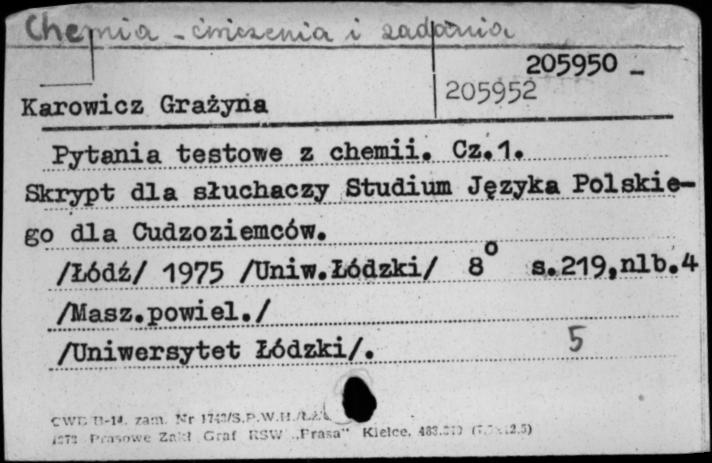 Chemia - ćwiczenia i zadania
205950 -
205952
Karowicz Grażyna
Pytania testowe z chemii. Cz.1.
Skrypt dla słuchaczy Studium Języka Polskie-
go dla Cudzoziemców.
/Łódź/ 1975 /Uniw.Łódzki/ 8° s.219,nlb.4
/Masz.powiel./
/Uniwersytet Łódzki/. 5
CWD zam. Nr
Prasowe Zakł Graf RSW „Prasa" Kielce,